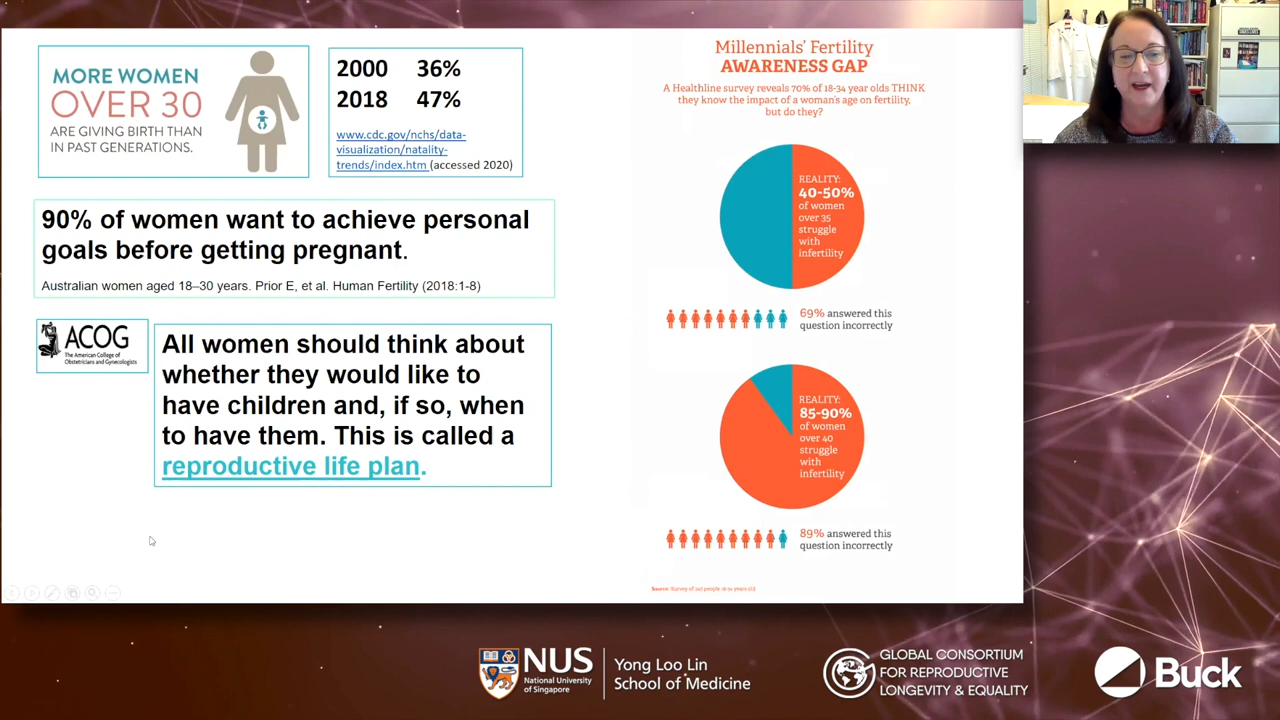 MORE WOMEN
OVER 30
ARE GIVING BIRTH THAN
IN PAST GENERATIONS.
2000 36%
2018 47%
www.cdc.gov/nchs/data-
visualization/natality-
trends/index.htm (accessed 2020)
90% of women want to achieve personal
goals before getting pregnant.
Australian women aged 18–30 years. Prior E, et al. Human Fertility (2018:1-8)
ACOG
The American College of
Obstetricians and Gynecologists
All women should think about
whether they would like to
have children and, if so, when
to have them. This is called a
reproductive life plan.
Millennials' Fertility
AWARENESS GAP
A Healthline survey reveals 70% of 18-34 year olds THINK
they know the impact of a woman's age on fertility,
but do they?
REALITY:
40-50%
of women
over 35
struggle
with
infertility
69% answered this
question incorrectly
REALITY:
85-90%
of women
over 40
struggle
with
infertility
89% answered this
question incorrectly
Source: Survey of people years old
NUS
National University
of Singapore
Yong Loo Lin
School of Medicine
GLOBAL CONSORTIUM
FOR REPRODUCTIVE
LONGEVITY & EQUALITY
Buck